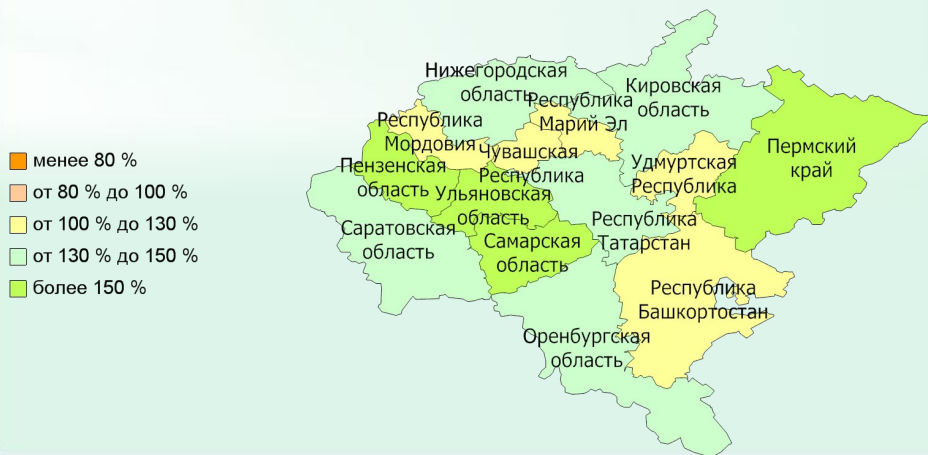 менее 80 %
от 80 % до 100 %
от 100 % до 130 %
от 130 % до 150 %
более 150 %
Нижегородская
область
Республика
Марий Эл
Кировская
область
Республика
Мордовия
Чувашская
Республика
Удмуртская
Республика
Пермский
край
Пензенская
область
Ульяновская
область
Республика
Татарстан
Саратовская
область
Самарская
область
Республика
Башкортостан
Оренбургская
область